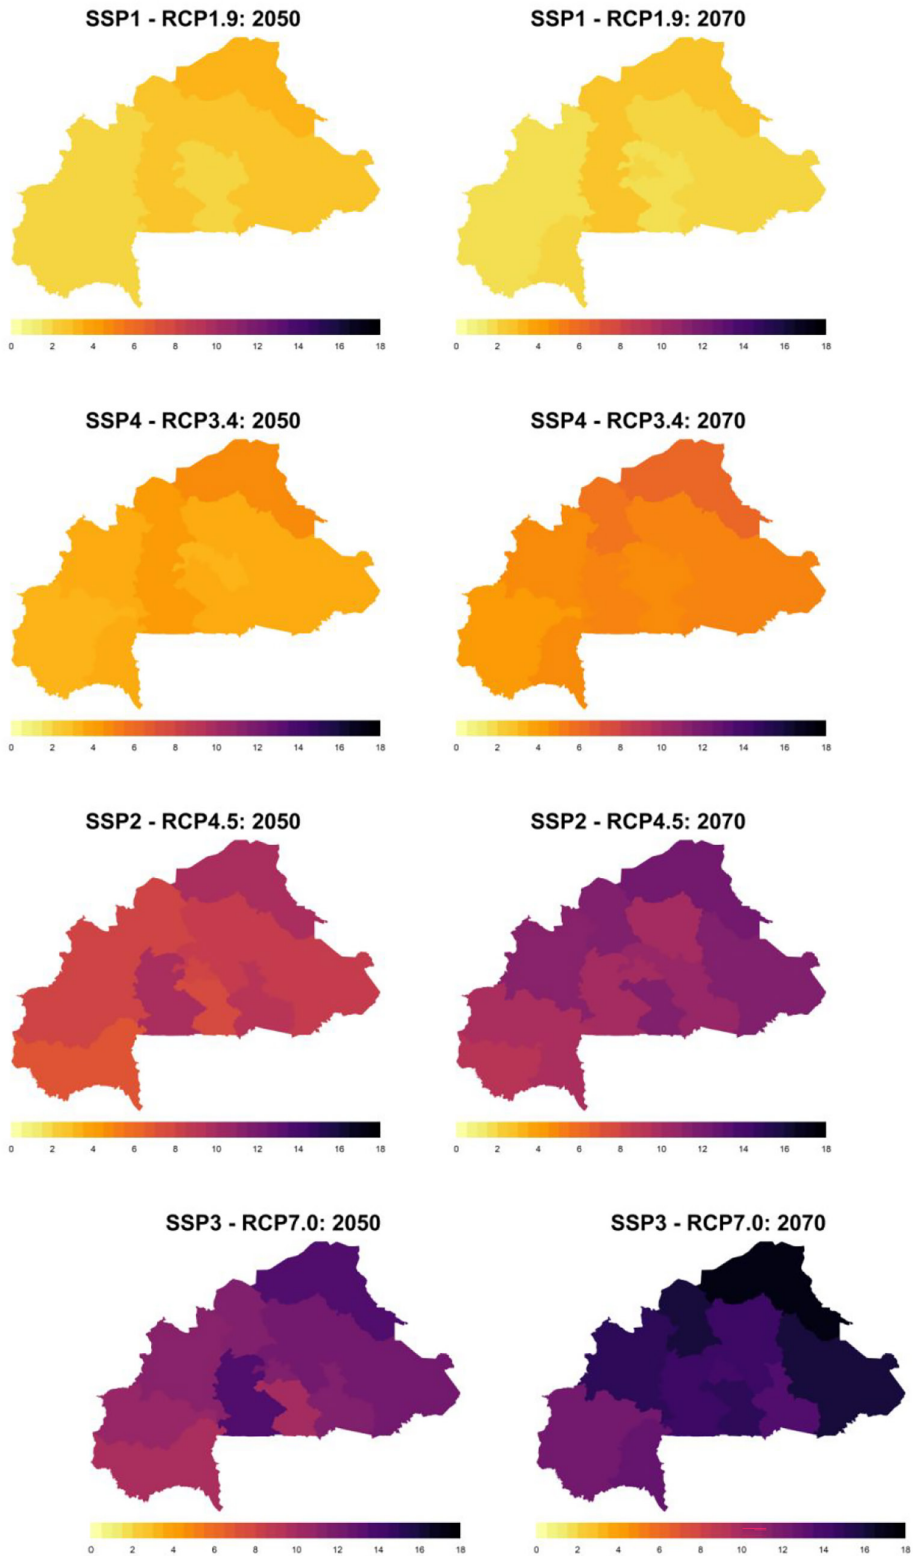 SSP1 - RCP1.9: 2050 SSP1 - RCP1.9: 2070
0 2 4 6 8 10 12 14 16 18 0 2 4 6 8 10 12 14 16 18
SSP4 - RCP3.4: 2050 SSP4 - RCP3.4: 2070
0 2 4 6 8 10 12 14 16 18 0 2 4 6 8 10 12 14 16 18
SSP2 - RCP4.5: 2050 SSP2 - RCP4.5: 2070
0 2 4 6 8 10 12 14 16 18 0 2 4 6 8 10 12 14 16 18
SSP3 - RCP7.0: 2050 SSP3 - RCP7.0: 2070
0 2 4 6 8 10 12 14 16 18 0 2 4 6 8 10 12 14 16 18